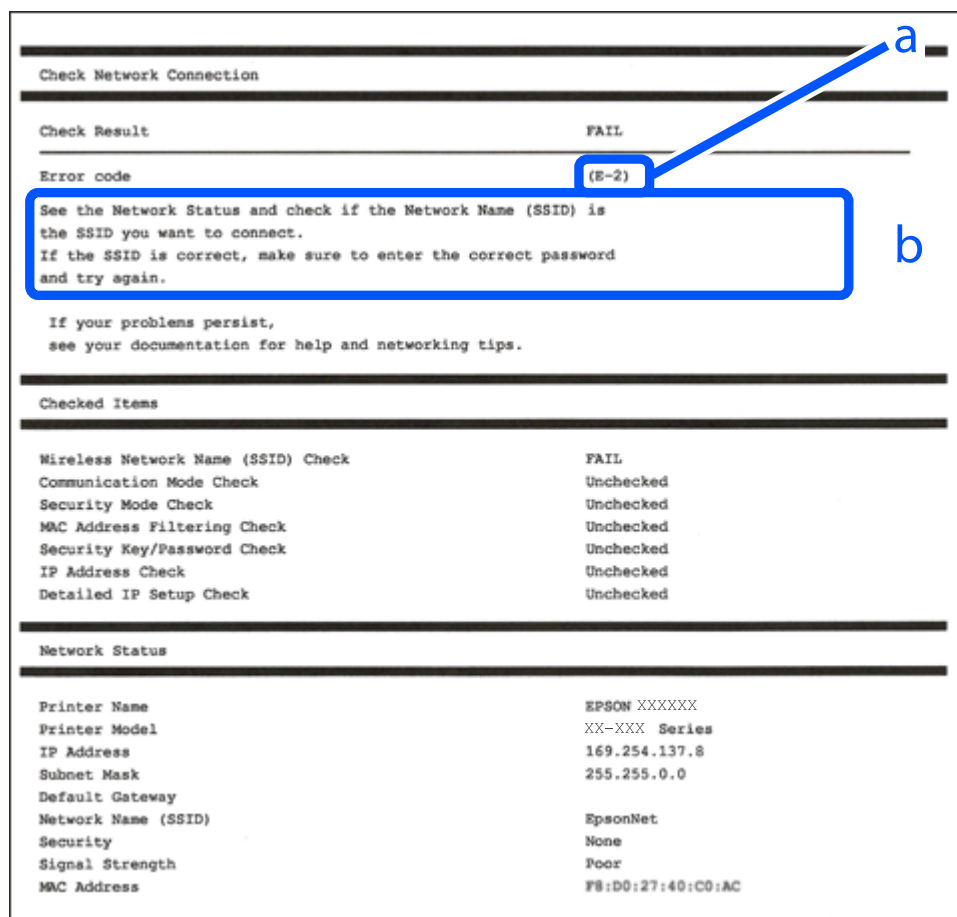 a
Check Network Connection
Check Result FAIL
Error code (E-2)
See the Network Status and check if the Network Name (SSID) is
the SSID you want to connect.
If the SSID is correct, make sure to enter the correct password
and try again.
b
If your problems persist,
see your documentation for help and networking tips.
Checked Items
Wireless Network Name (SSID) Check FAIL
Communication Mode Check Unchecked
Security Mode Check Unchecked
MAC Address Filtering Check Unchecked
Security Key/Password Check Unchecked
IP Address Check Unchecked
Detailed IP Setup Check Unchecked
Network Status
Printer Name EPSON XXXXXX
Printer Model XX-XXX Series
IP Address 169.254.137.8
Subnet Mask 255.255.0.0
Default Gateway
Network Name (SSID) EpsonNet
Security None
Signal Strength Poor
MAC Address F8:D0:27:40:C0:AC